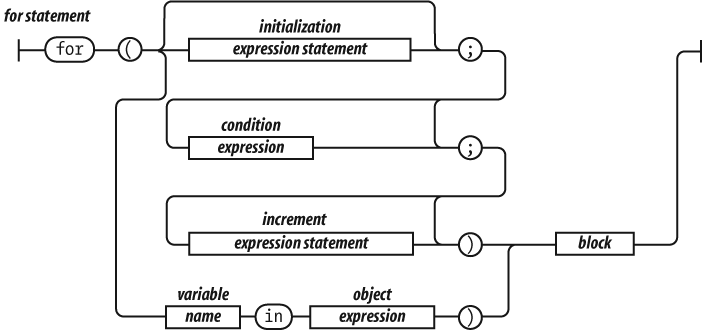 for statement
initialization
for ( expression statement ;
condition
expression ;
increment
expression statement ) block
variable object
name in expression )